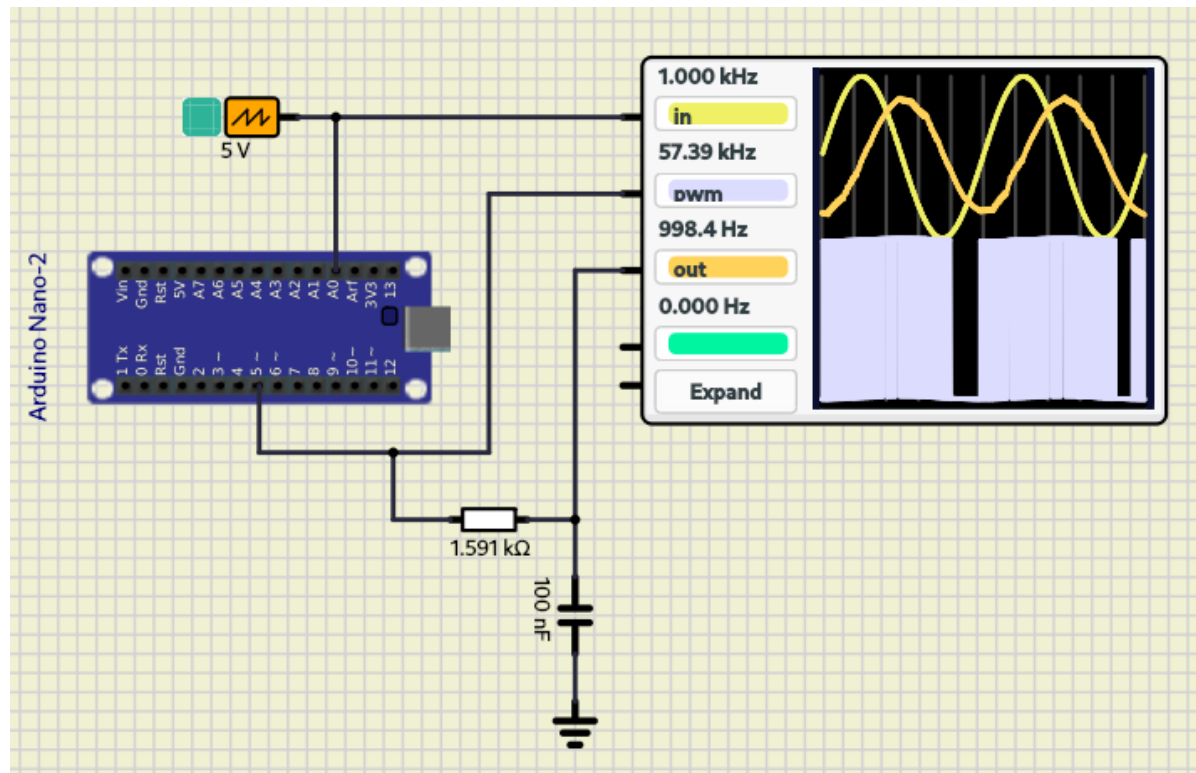 5 V
Arduino Nano-2
Vin Gnd Rst 5V A7 A6 A5 A4 A3 A2 A1 A0 Arf 3V3 13
1 Tx 0 Rx Rst Gnd 2 3 ~ 4 5 ~ 6 ~ 7 8 9 ~ 10 ~ 11 ~ 12
1.000 kHz
in
57.39 kHz
pwm
998.4 Hz
out
0.000 Hz
Expand
1.591 kΩ
100 nF